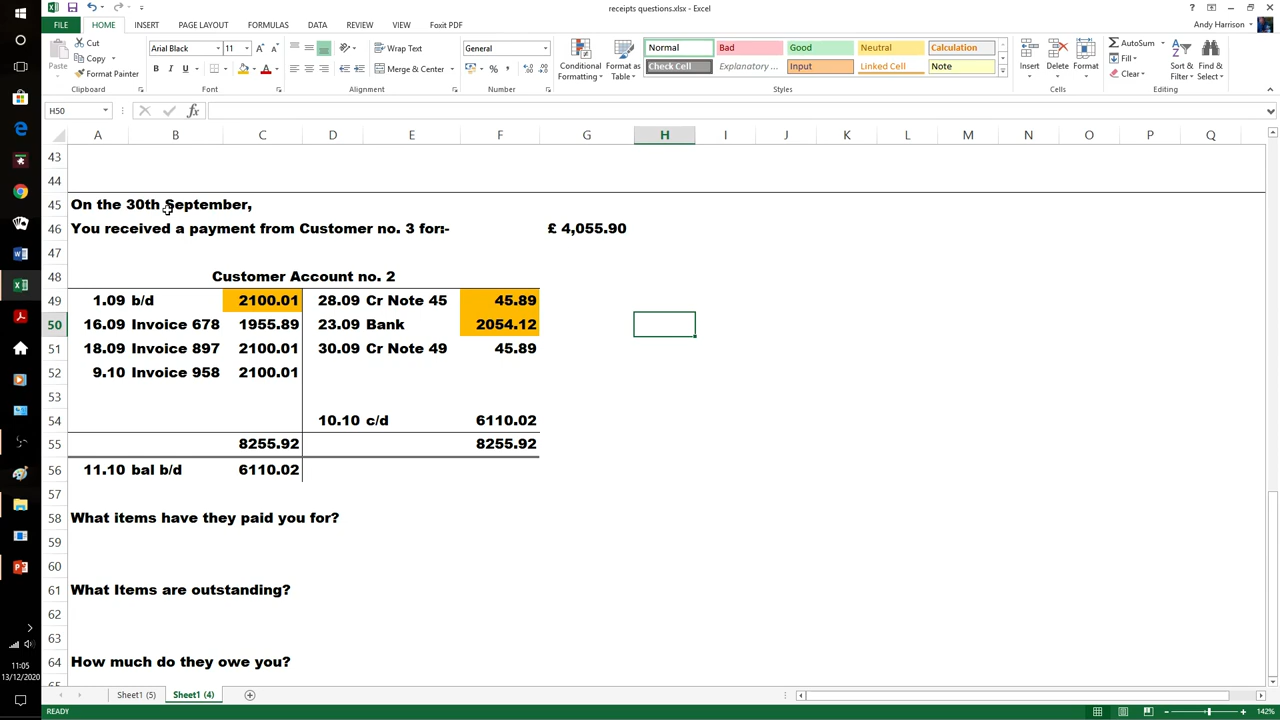 receipts questions.xlsx - Excel
FILE HOME INSERT PAGE LAYOUT FORMULAS DATA REVIEW VIEW Foxit PDF Andy Harrison
Paste
Cut
Copy
Format Painter
Clipboard
Arial Black 11
Font
Wrap Text
Merge & Center
Alignment
General
Number
Conditional Formatting
Format as Table
Normal Bad Good Neutral Calculation
Check Cell Explanatory ... Input Linked Cell Note
Styles
Insert Delete Format
Cells
AutoSum
Fill
Clear
Sort & Filter
Find & Select
Editing
H50
A B C D E F G H I J K L M N O P Q
43
44
45 On the 30th September,
46 You received a payment from Customer no. 3 for:- £ 4,055.90
47
48 Customer Account no. 2
49 1.09 b/d 2100.01 28.09 Cr Note 45 45.89
50 16.09 Invoice 678 1955.89 23.09 Bank 2054.12
51 18.09 Invoice 897 2100.01 30.09 Cr Note 49 45.89
52 9.10 Invoice 958 2100.01
53
54 10.10 c/d 6110.02
55 8255.92 8255.92
56 11.10 bal b/d 6110.02
57
58 What items have they paid you for?
59
60
61 What Items are outstanding?
62
63
64 How much do they owe you?
65
Sheet1 (5) Sheet1 (4)
READY 142%
11:05
13/12/2020